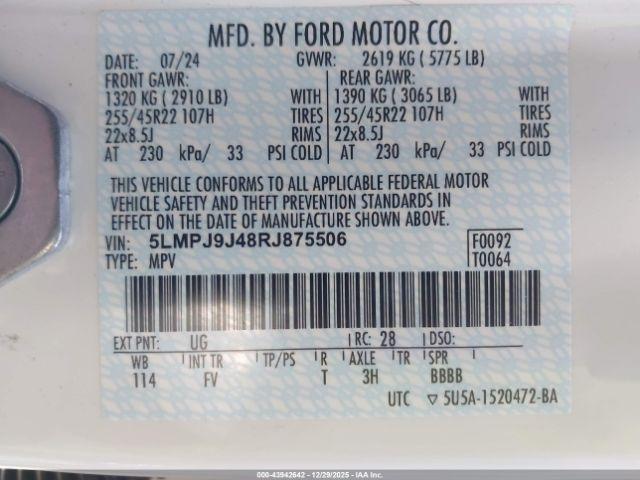 MFD. BY FORD MOTOR CO.
DATE: 07/24 GVWR: 2619 KG ( 5775 LB)
FRONT GAWR: REAR GAWR:
1320 KG ( 2910 LB) WITH 1390 KG ( 3065 LB) WITH
255/45R22 107H TIRES 255/45R22 107H TIRES
22x8.5J RIMS 22x8.5J RIMS
AT 230 kPa/ 33 PSI COLD AT 230 kPa/ 33 PSI COLD
THIS VEHICLE CONFORMS TO ALL APPLICABLE FEDERAL MOTOR
VEHICLE SAFETY AND THEFT PREVENTION STANDARDS IN
EFFECT ON THE DATE OF MANUFACTURE SHOWN ABOVE.
VIN: 5LMPJ9J48RJ875506 F0092
TYPE: MPV T0064
EXT PNT: UG RC: 28 DSO:
WB INT TR TP/PS R AXLE TR SPR
114 FV T 3H BBBB
UTC ▽ 5U5A-1520472-BA
000-43942642 - 12/29/2025 - IAA, Inc.